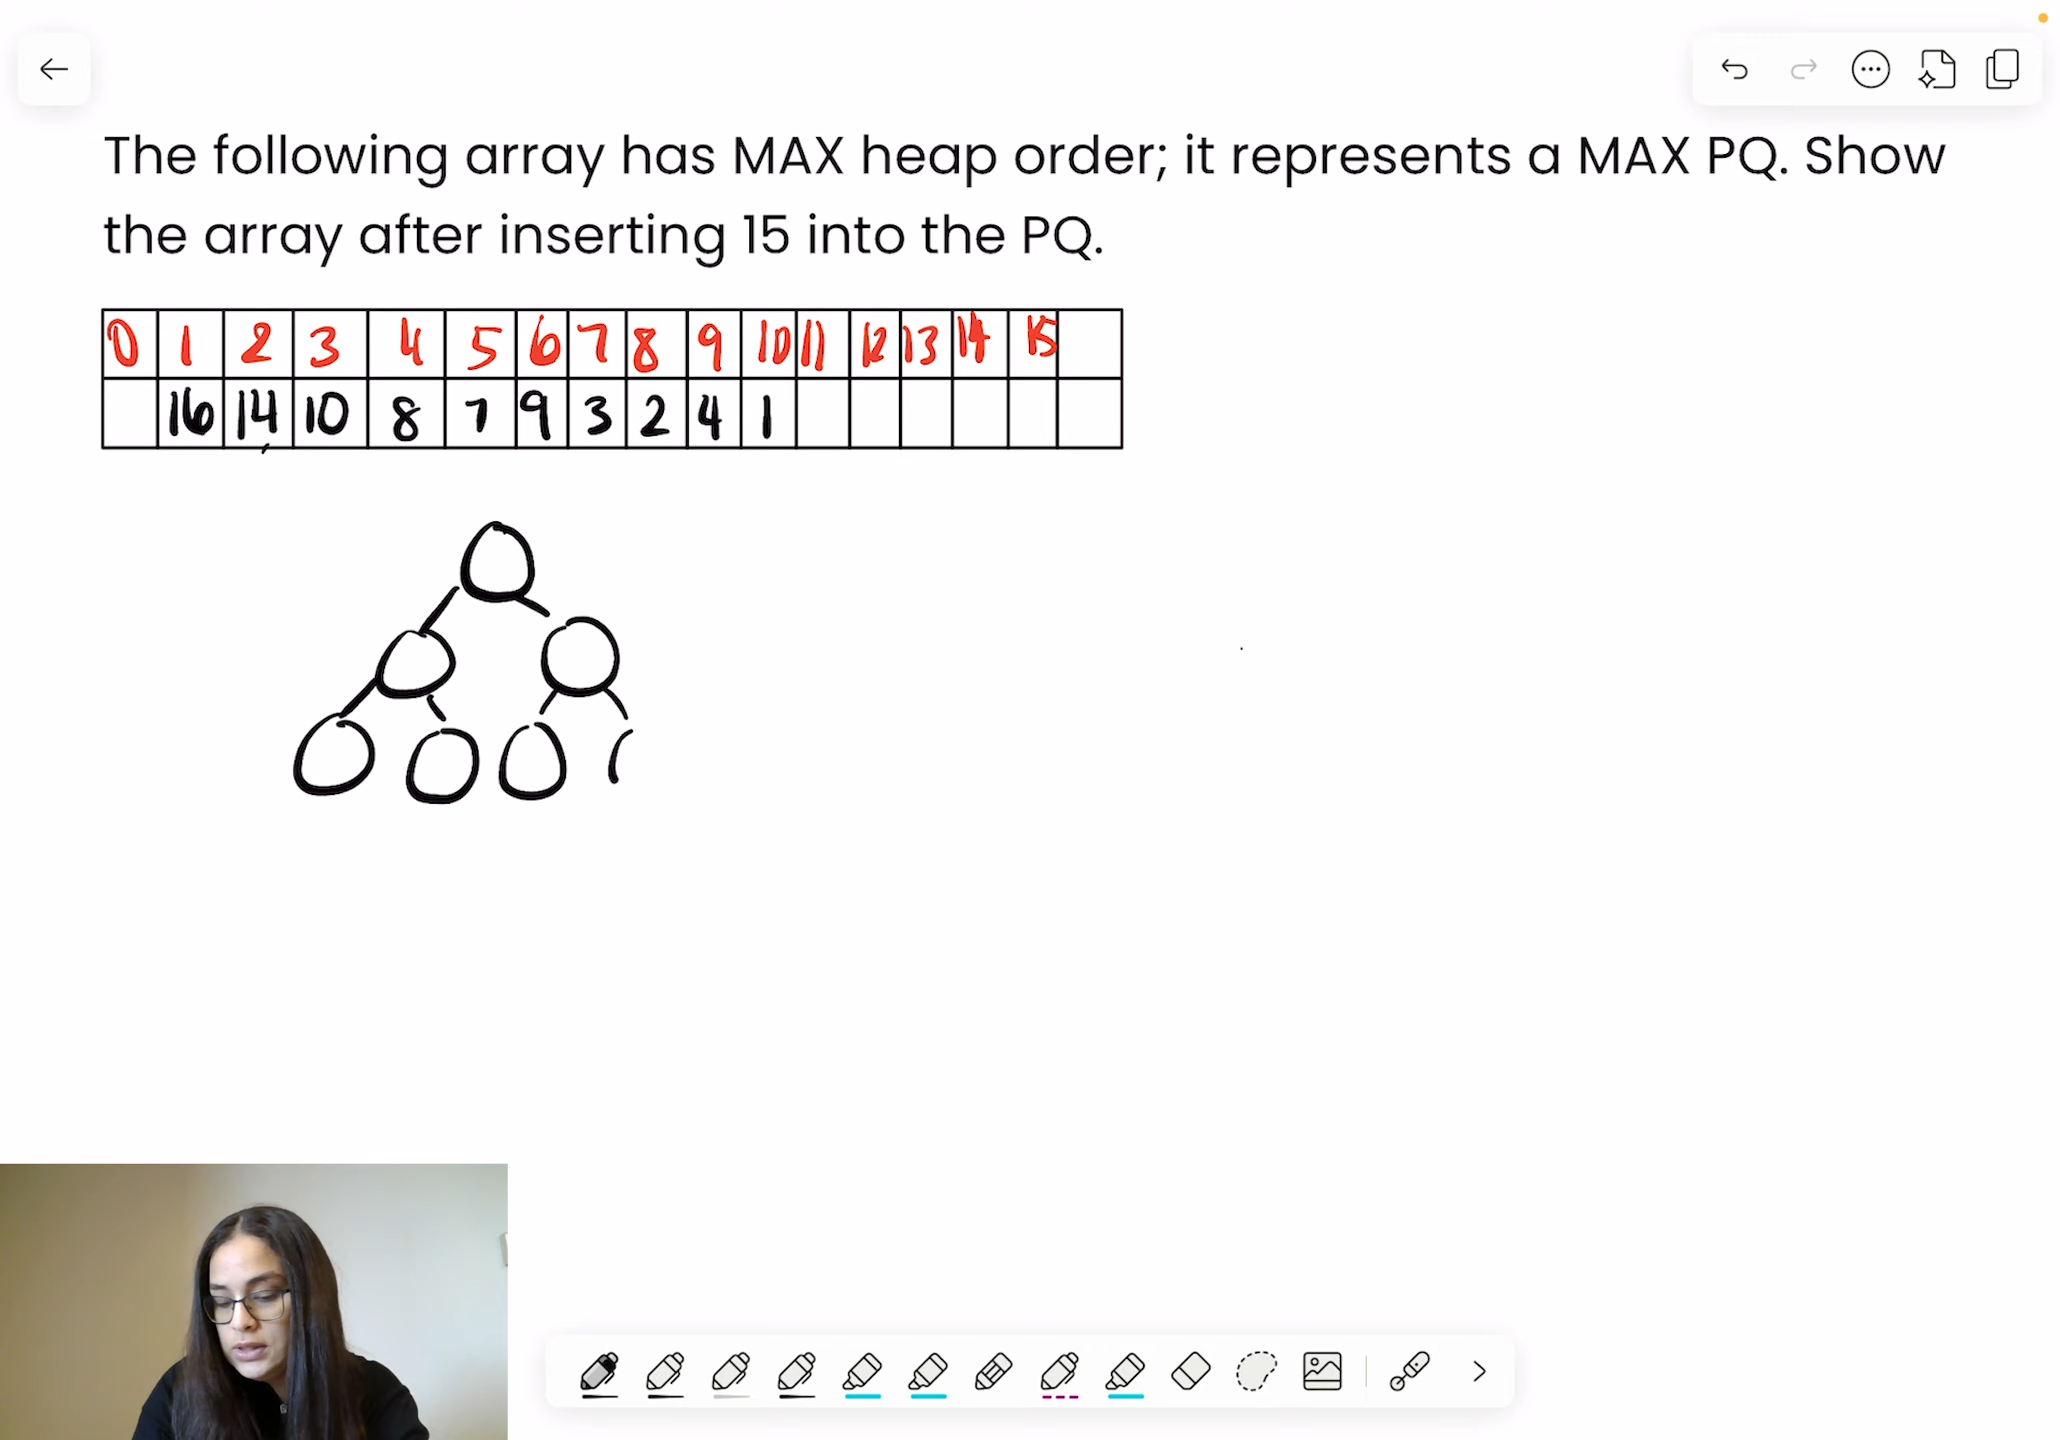 The following array has MAX heap order; it represents a MAX PQ. Show
the array after inserting 15 into the PQ.
0 1 2 3 4 5 6 7 8 9 10 11 12 13 14 15
16 14 10 8 7 9 3 2 4 1